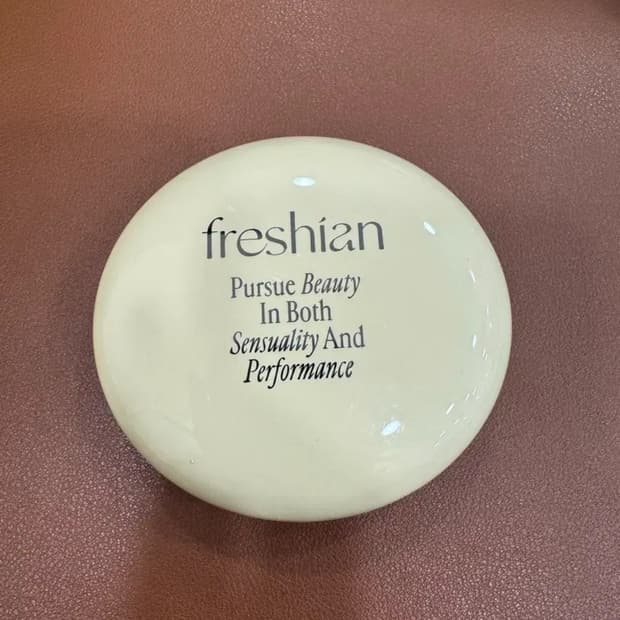 freshian
Pursue Beauty
In Both
Sensuality And
Performance